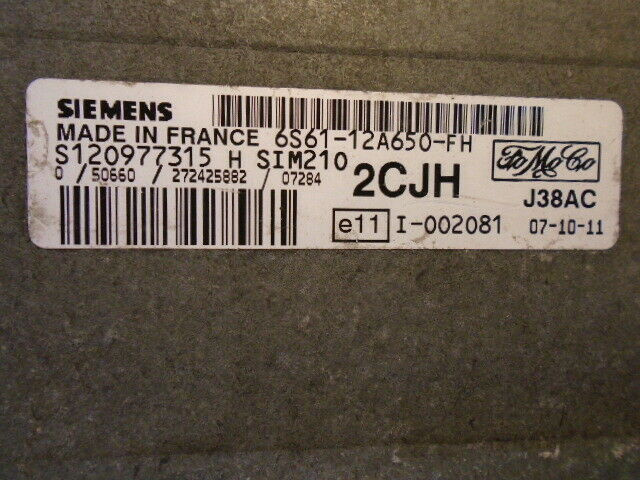 SIEMENS
MADE IN FRANCE 6S61-12A650-FH
S120977315 H SIM210
0 / 50660 / 272425882 / 07284
2CJH
FoMoCo
J38AC
e11 I-002081 07-10-11